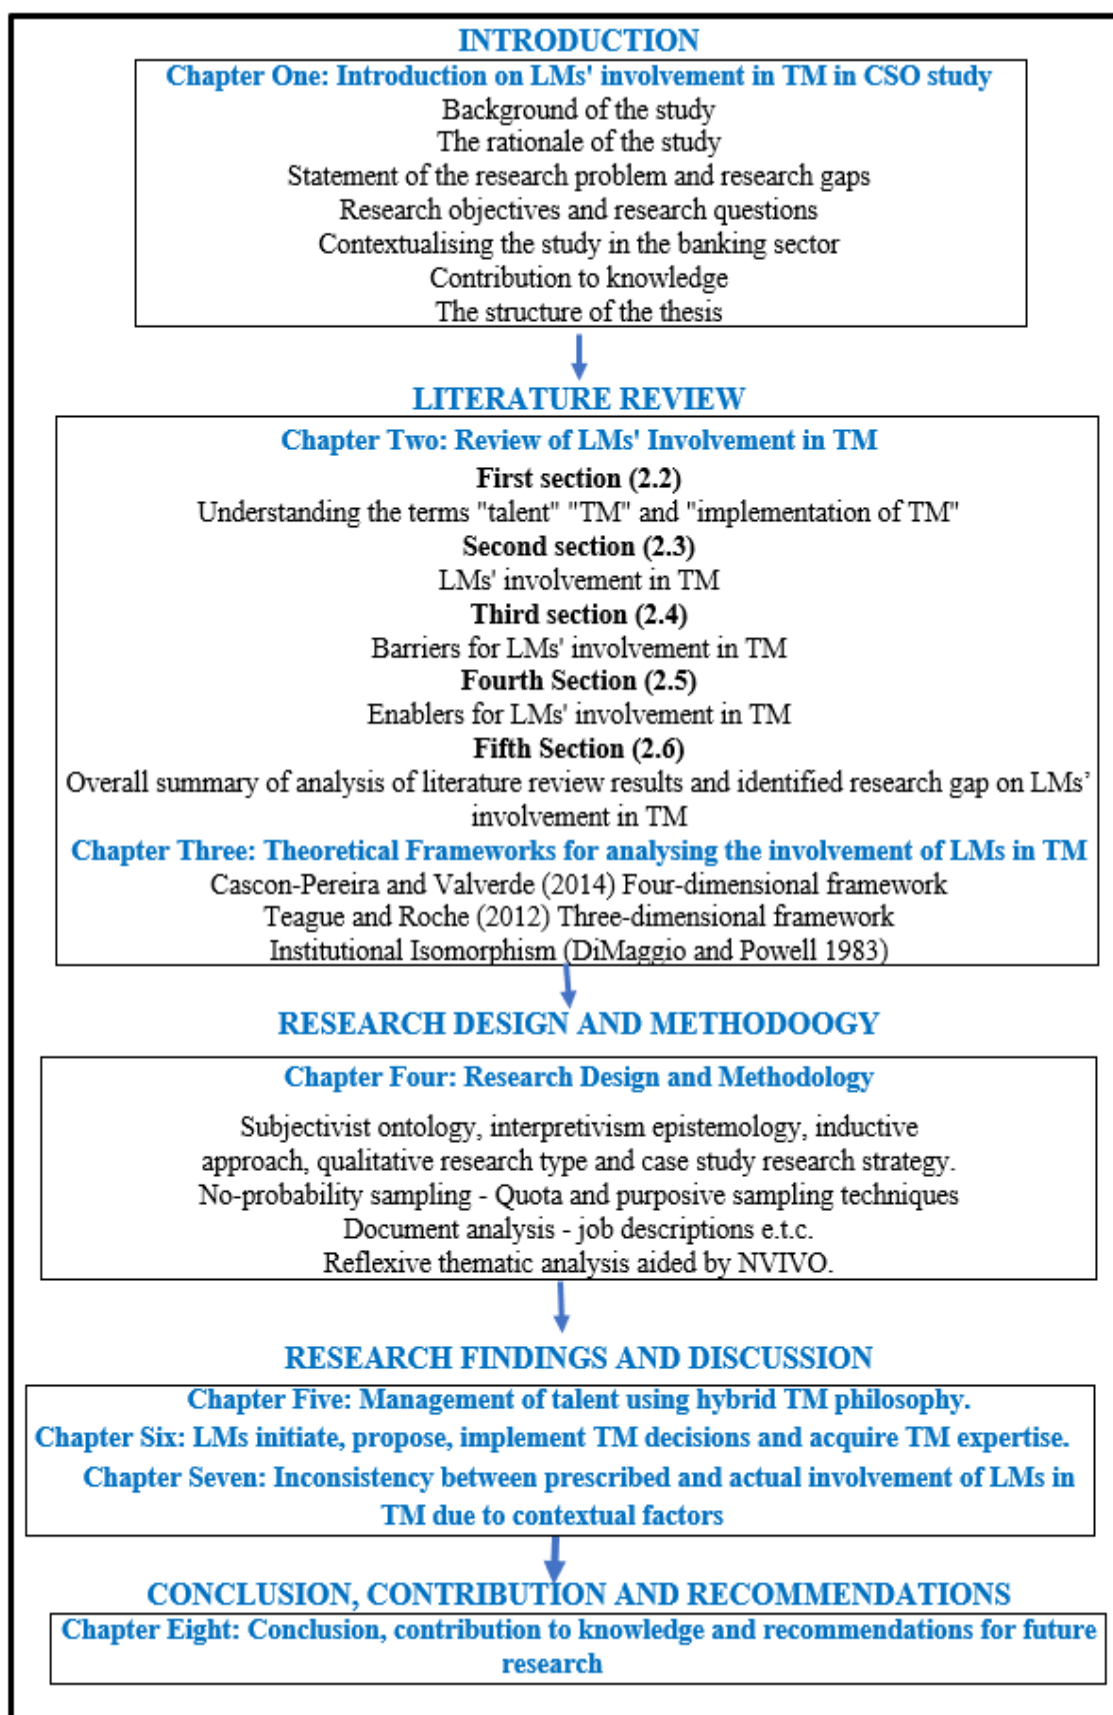 INTRODUCTION
Chapter One: Introduction on LMs' involvement in TM in CSO study
Background of the study
The rationale of the study
Statement of the research problem and research gaps
Research objectives and research questions
Contextualising the study in the banking sector
Contribution to knowledge
The structure of the thesis
LITERATURE REVIEW
Chapter Two: Review of LMs' Involvement in TM
First section (2.2)
Understanding the terms "talent" "TM" and "implementation of TM"
Second section (2.3)
LMs' involvement in TM
Third section (2.4)
Barriers for LMs' involvement in TM
Fourth Section (2.5)
Enablers for LMs' involvement in TM
Fifth Section (2.6)
Overall summary of analysis of literature review results and identified research gap on LMs’
involvement in TM
Chapter Three: Theoretical Frameworks for analysing the involvement of LMs in TM
Cascon-Pereira and Valverde (2014) Four-dimensional framework
Teague and Roche (2012) Three-dimensional framework
Institutional Isomorphism (DiMaggio and Powell 1983)
RESEARCH DESIGN AND METHODOOGY
Chapter Four: Research Design and Methodology
Subjectivist ontology, interpretivism epistemology, inductive
approach, qualitative research type and case study research strategy.
No-probability sampling - Quota and purposive sampling techniques
Document analysis - job descriptions e.t.c.
Reflexive thematic analysis aided by NVIVO.
RESEARCH FINDINGS AND DISCUSSION
Chapter Five: Management of talent using hybrid TM philosophy.
Chapter Six: LMs initiate, propose, implement TM decisions and acquire TM expertise.
Chapter Seven: Inconsistency between prescribed and actual involvement of LMs in
TM due to contextual factors
CONCLUSION, CONTRIBUTION AND RECOMMENDATIONS
Chapter Eight: Conclusion, contribution to knowledge and recommendations for future
research